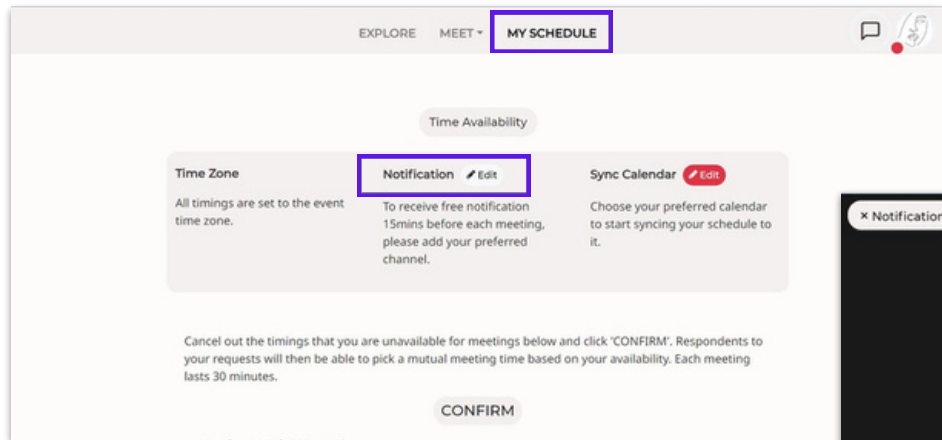 EXPLORE MEET MY SCHEDULE
Time Availability
Time Zone
All timings are set to the event
time zone.
Notification Edit
To receive free notification
15mins before each meeting,
please add your preferred
channel.
Sync Calendar Edit
Choose your preferred calendar
to start syncing your schedule to
it.
× Notification
Cancel out the timings that you are unavailable for meetings below and click 'CONFIRM'. Respondents to
your requests will then be able to pick a mutual meeting time based on your availability. Each meeting
lasts 30 minutes.
CONFIRM